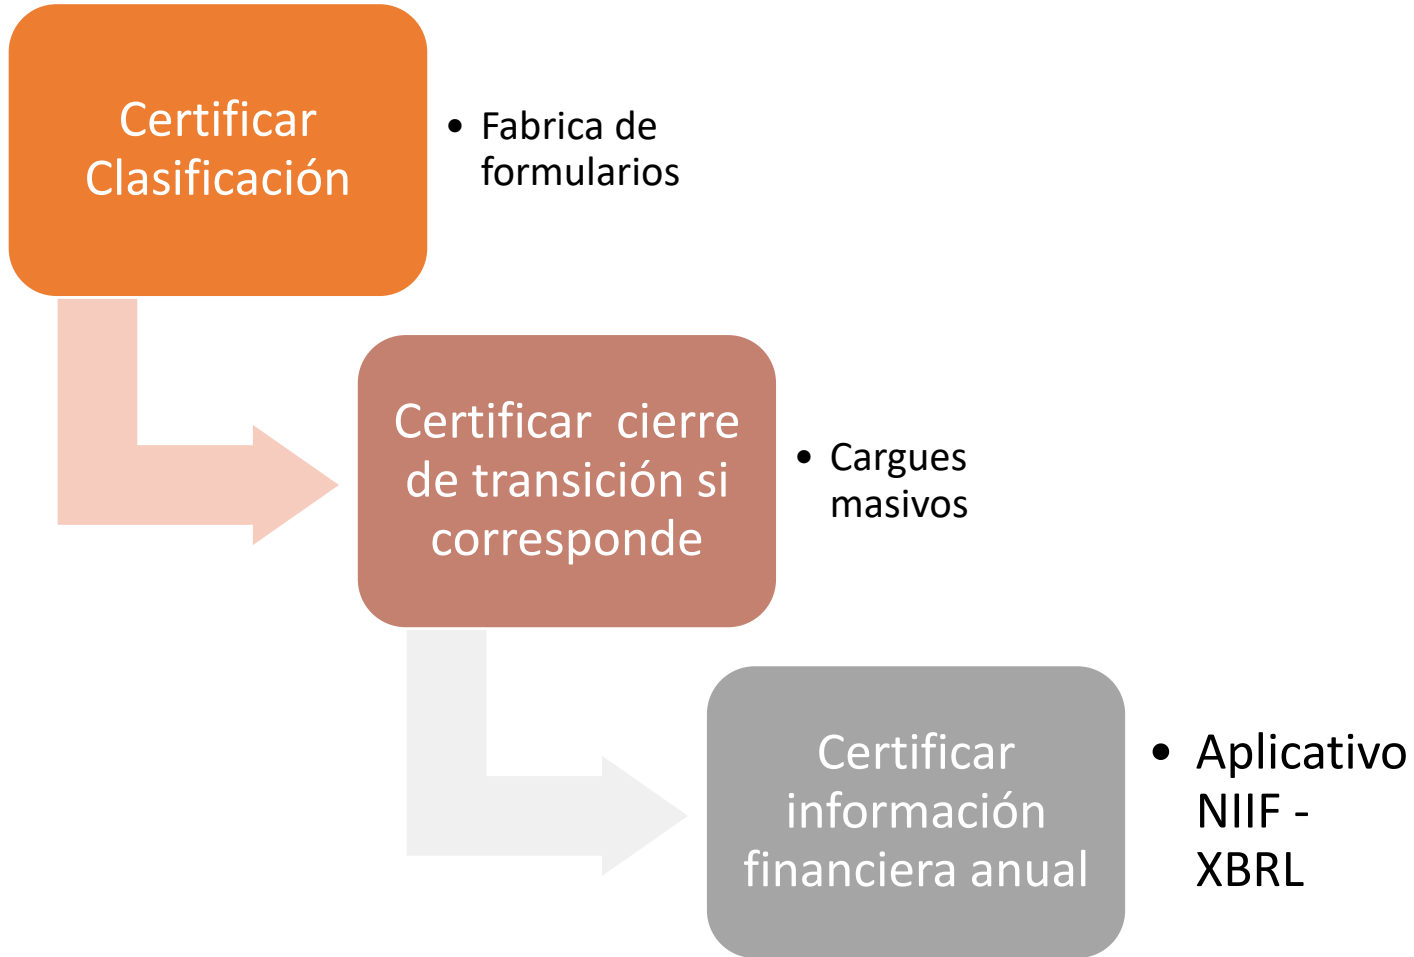 Certificar
Clasificación
• Fabrica de
formularios
Certificar  cierre
de transición si
corresponde
• Cargues
masivos
Certificar
información
financiera anual
• Aplicativo
NIIF -
XBRL